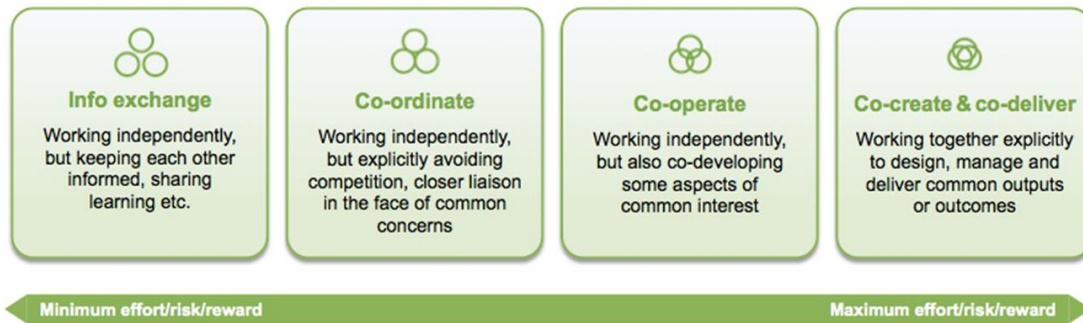 Info exchange
Working independently,
but keeping each other
informed, sharing
learning etc.
Co-ordinate
Working independently,
but explicitly avoiding
competition, closer liaison
in the face of common
concerns
Co-operate
Working independently,
but also co-developing
some aspects of
common interest
Co-create & co-deliver
Working together explicitly
to design, manage and
deliver common outputs
or outcomes
Minimum effort/risk/reward
Maximum effort/risk/reward